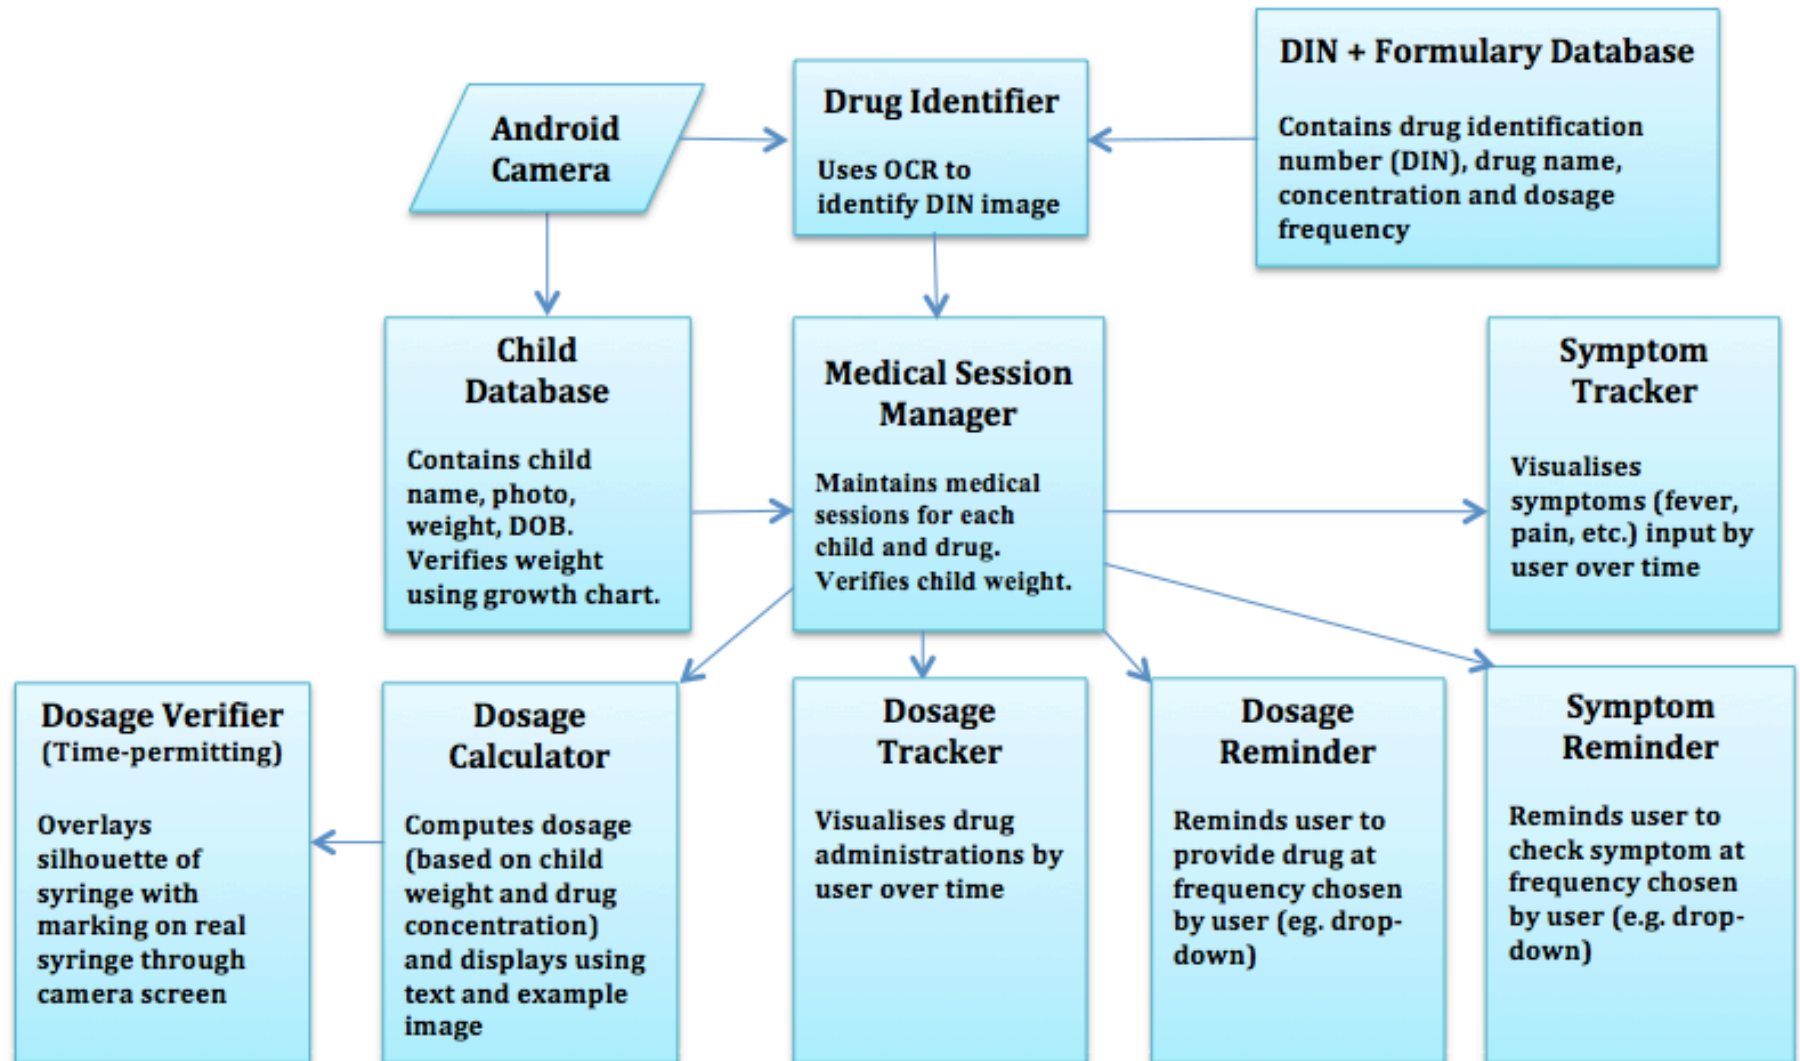 Android
Camera
Drug Identifier
Uses OCR to
identify DIN image
DIN + Formulary Database
Contains drug identification
number (DIN), drug name,
concentration and dosage
frequency
Child
Database
Contains child
name, photo,
weight, DOB.
Verifies weight
using growth chart.
Medical Session
Manager
Maintains medical
sessions for each
child and drug.
Verifies child weight.
Symptom
Tracker
Visualises
symptoms (fever,
pain, etc.) input by
user over time
Dosage Verifier
(Time-permitting)
Overlays
silhouette of
syringe with
marking on real
syringe through
camera screen
Dosage
Calculator
Computes dosage
(based on child
weight and drug
concentration)
and displays using
text and example
image
Dosage
Tracker
Visualises drug
administrations by
user over time
Dosage
Reminder
Reminds user to
provide drug at
frequency chosen
by user (eg. drop-
down)
Symptom
Reminder
Reminds user to
check symptom at
frequency chosen
by user (e.g. drop-
down)